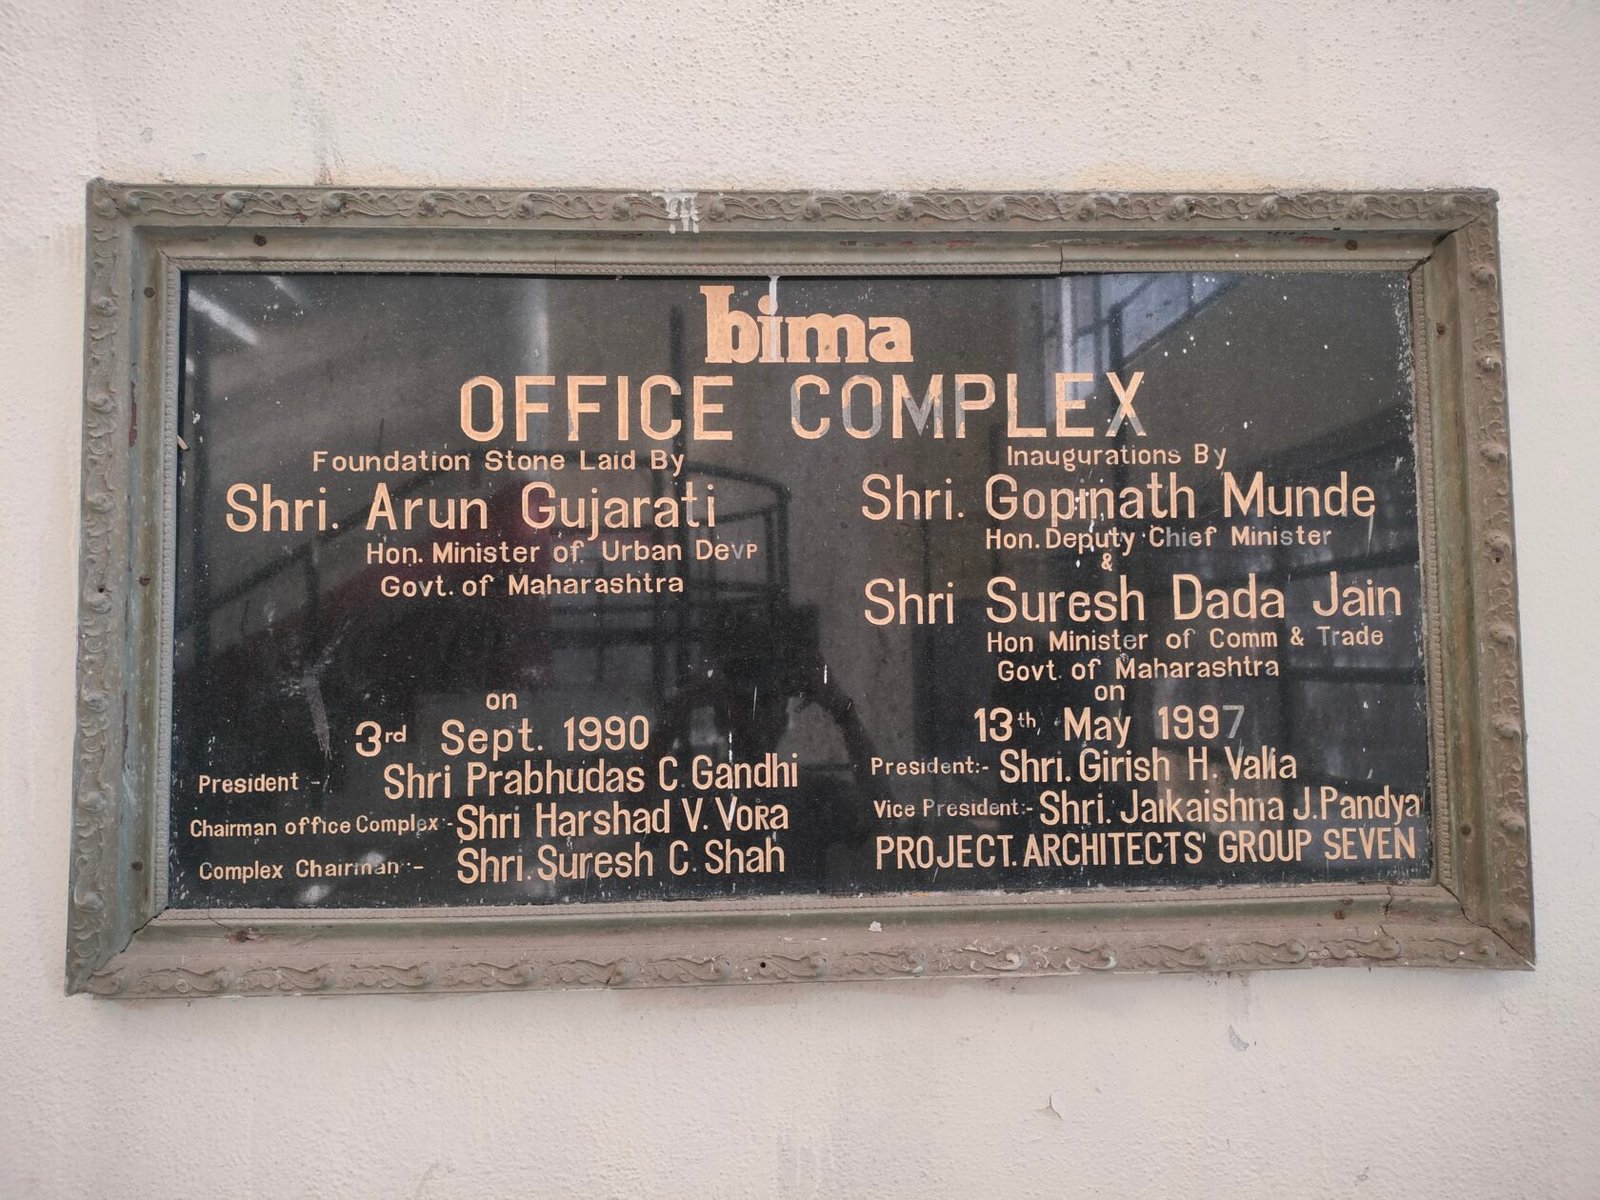 bima
OFFICE COMPLEX
Foundation Stone Laid By
Shri. Arun Gujarati
Hon. Minister of Urban DevP
Govt. of Maharashtra
on
3rd Sept. 1990
President - Shri Prabhudas C. Gandhi
Chairman office Complex - Shri Harshad V. Vora
Complex Chairman - Shri. Suresh C. Shah
Inaugurations By
Shri. Gopinath Munde
Hon. Deputy Chief Minister
&
Shri Suresh Dada Jain
Hon Minister of Comm & Trade
Govt. of Maharashtra
on
13th May 1997
President:- Shri. Girish H. Valia
Vice President:- Shri. Jaikaishna J. Pandya
PROJECT. ARCHITECTS' GROUP SEVEN